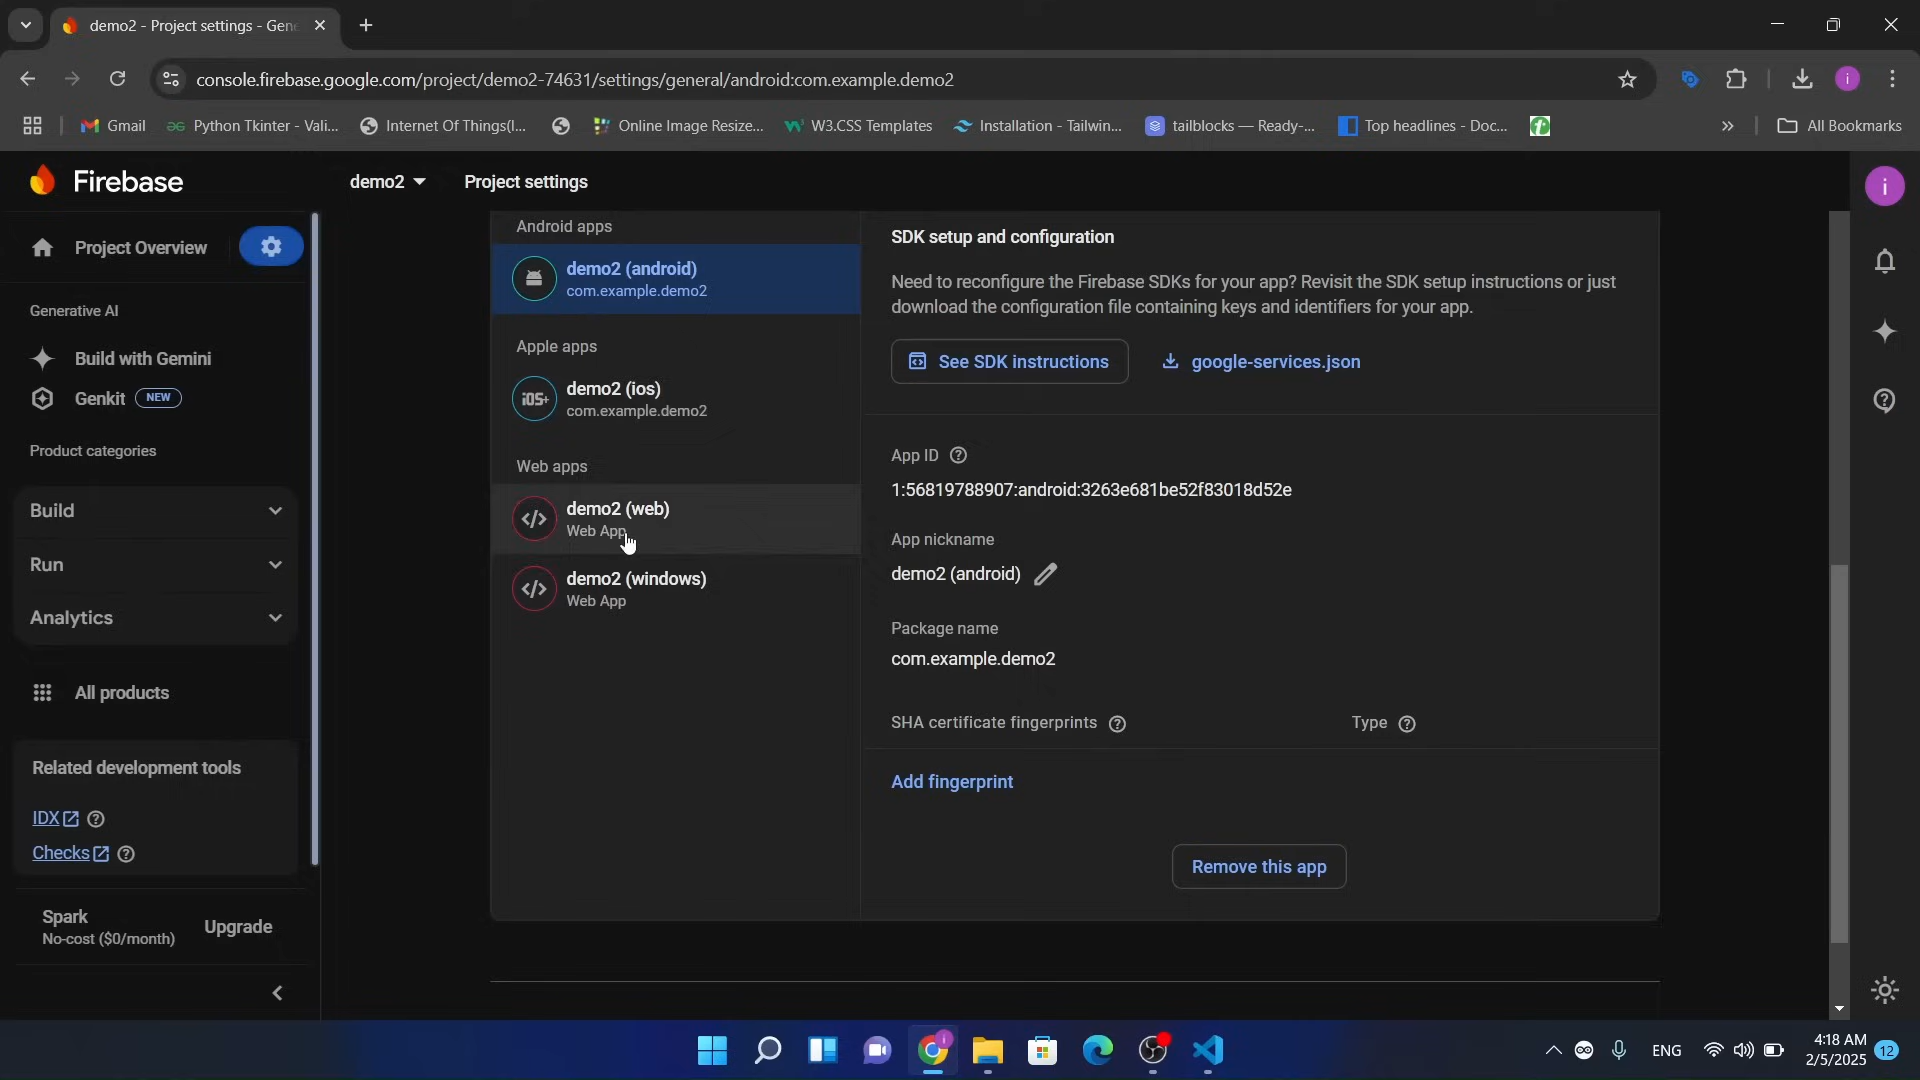 demo2 - Project settings - Gene
console.firebase.google.com/project/demo2-74631/settings/general/android:com.example.demo2
i
Gmail
Python Tkinter - Vali...
Internet Of Things(I...
Online Image Resize...
W3.CSS Templates
Installation - Tailwin...
tailblocks — Ready-...
Top headlines - Doc...
All Bookmarks
Firebase
demo2
Project settings
i
Project Overview
Generative AI
Build with Gemini
Genkit
NEW
Product categories
Build
Run
Analytics
All products
Related development tools
IDX
Checks
Spark
No-cost ($0/month)
Upgrade
Android apps
demo2 (android)
com.example.demo2
Apple apps
iOS+
demo2 (ios)
com.example.demo2
Web apps
demo2 (web)
Web App
demo2 (windows)
Web App
SDK setup and configuration
Need to reconfigure the Firebase SDKs for your app? Revisit the SDK setup instructions or just
download the configuration file containing keys and identifiers for your app.
See SDK instructions
google-services.json
App ID
1:56819788907:android:3263e681be52f83018d52e
App nickname
demo2 (android)
Package name
com.example.demo2
SHA certificate fingerprints
Type
Add fingerprint
Remove this app
i
ENG
4:18 AM
2/5/2025
12